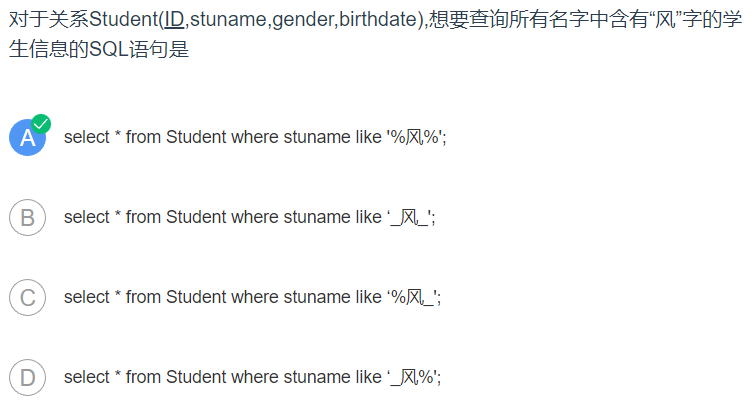 对于关系Student(ID,stuname,gender,birthdate),想要查询所有名字中含有“风”字的学
生信息的SQL语句是
A select * from Student where stuname like '%风%';
B select * from Student where stuname like ‘_风_';
C select * from Student where stuname like ‘%风_';
D select * from Student where stuname like ‘_风%';